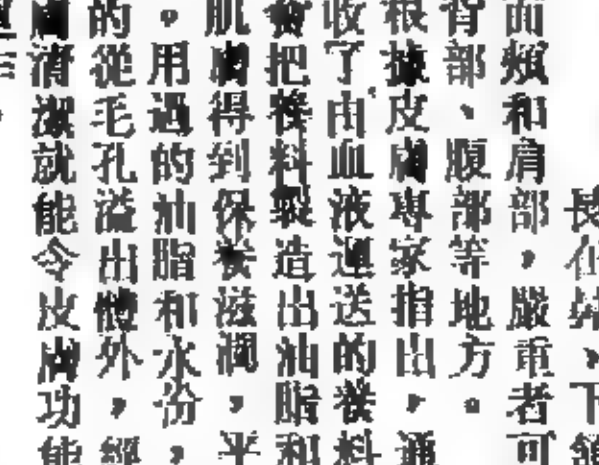 長在
面頰和肩部，嚴重者可
背部、腹部等地方。
根據皮膚專家指出，通
收了由血液運送的養料
把養料製造出油脂和
肌膚得到保養滋潤，平
。用過的油脂和水份，
的從毛孔溢出體外，經
膚清潔就能令皮膚功能